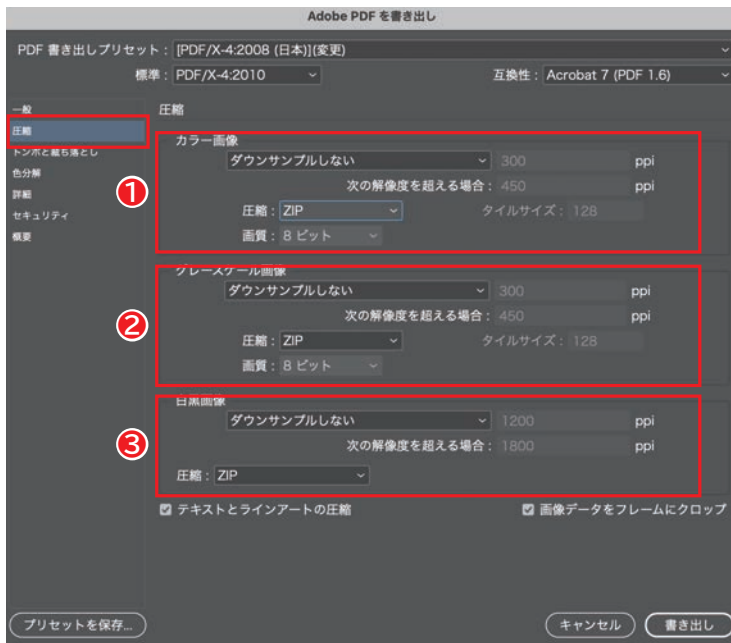 Adobe PDF を書き出し
PDF 書き出しプリセット： [PDF/X-4:2008 (日本)](変更)
標準： PDF/X-4:2010 互換性： Acrobat 7 (PDF 1.6)
一般
圧縮
トンボと裁ち落とし
色分解
詳細
セキュリティ
概要
圧縮
① カラー画像
ダウンサンプルしない 300 ppi
次の解像度を超える場合： 450 ppi
圧縮： ZIP タイルサイズ： 128
画質： 8 ビット
② グレースケール画像
ダウンサンプルしない 300 ppi
次の解像度を超える場合： 450 ppi
圧縮： ZIP タイルサイズ： 128
画質： 8 ビット
③ 白黒画像
ダウンサンプルしない 1200 ppi
次の解像度を超える場合： 1800 ppi
圧縮： ZIP
テキストとラインアートの圧縮 画像データをフレームにクロップ
プリセットを保存... キャンセル 書き出し